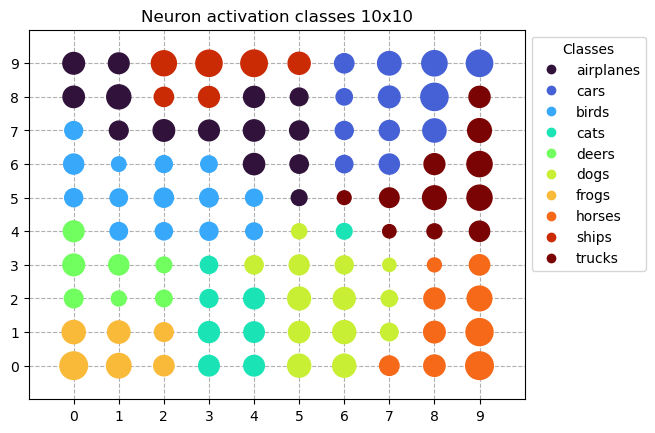 Neuron activation classes 10x10
9
8
7
6
5
4
3
2
1
0
0 1 2 3 4 5 6 7 8 9
Classes
airplanes
cars
birds
cats
deers
dogs
frogs
horses
ships
trucks